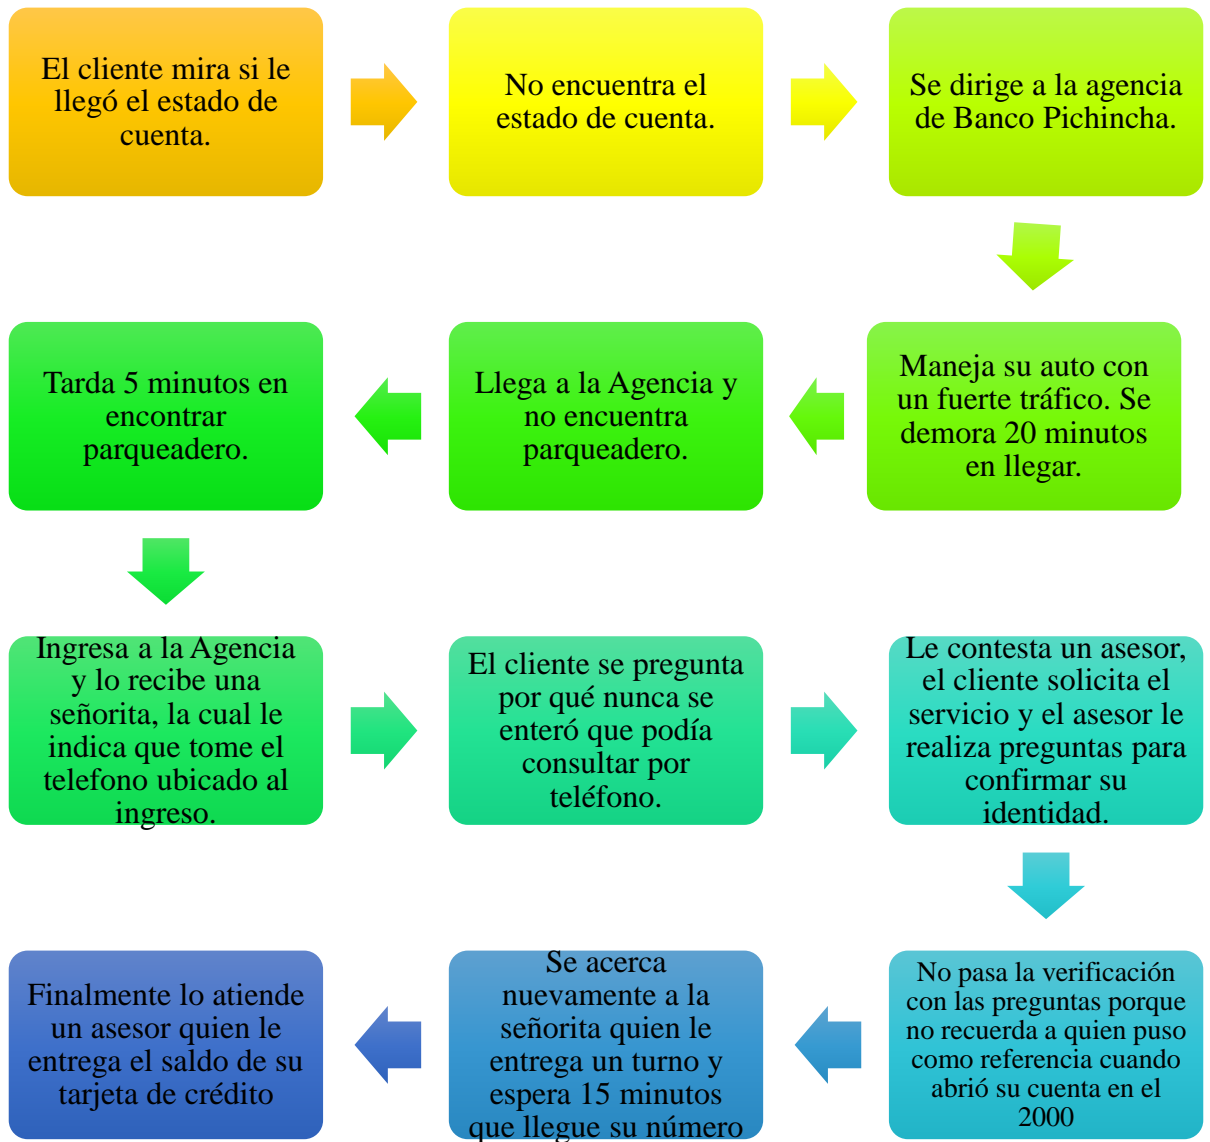 El cliente mira si le
llegó el estado de
cuenta.
No encuentra el
estado de cuenta.
Se dirige a la agencia
de Banco Pichincha.
Maneja su auto con
un fuerte tráfico. Se
demora 20 minutos
en llegar.
Llega a la Agencia y
no encuentra
parqueadero.
Tarda 5 minutos en
encontrar
parqueadero.
Ingresa a la Agencia
y lo recibe una
señorita, la cual le
indica que tome el
telefono ubicado al
ingreso.
El cliente se pregunta
por qué nunca se
enteró que podía
consultar por
teléfono.
Le contesta un asesor,
el cliente solicita el
servicio y el asesor le
realiza preguntas para
confirmar su
identidad.
No pasa la verificación
con las preguntas porque
no recuerda a quien puso
como referencia cuando
abrió su cuenta en el
2000
Se acerca
nuevamente a la
señorita quien le
entrega un turno y
espera 15 minutos
que llegue su número
Finalmente lo atiende
un asesor quien le
entrega el saldo de su
tarjeta de crédito